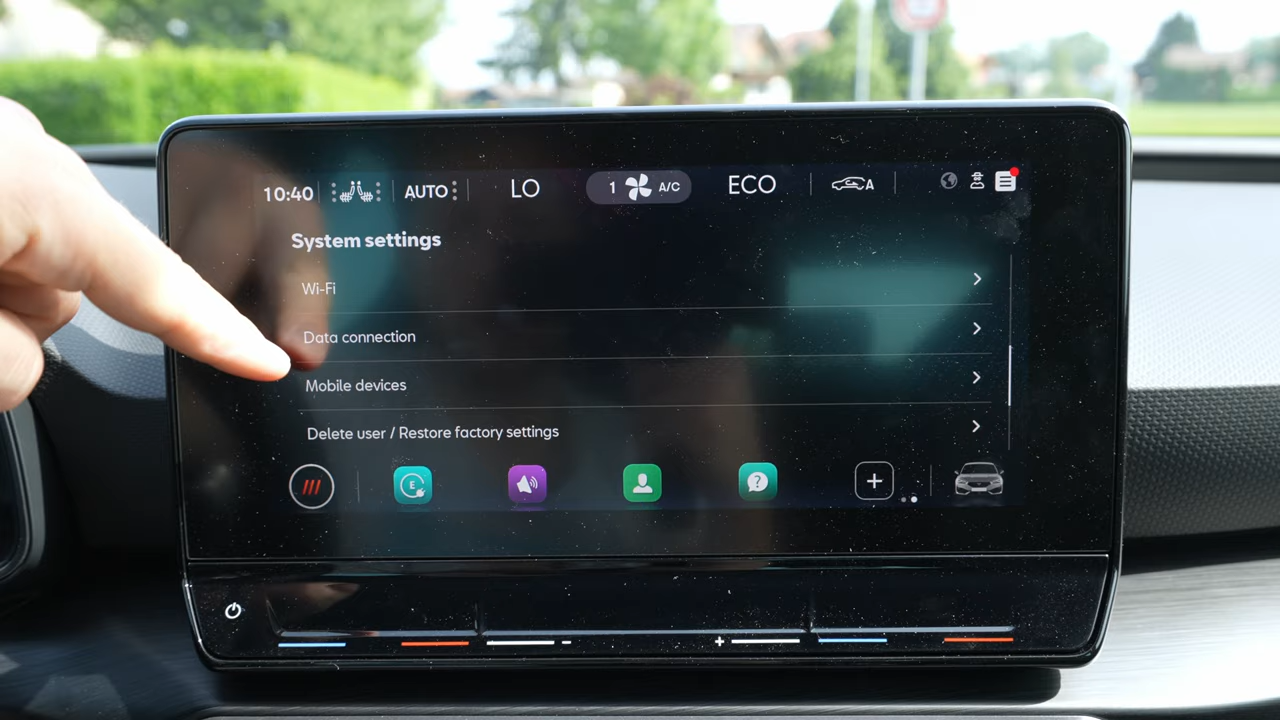 10:40 AUTO LO 1 A/C ECO A
System settings
Wi-Fi
Data connection
Mobile devices
Delete user / Restore factory settings
E ? +
- +